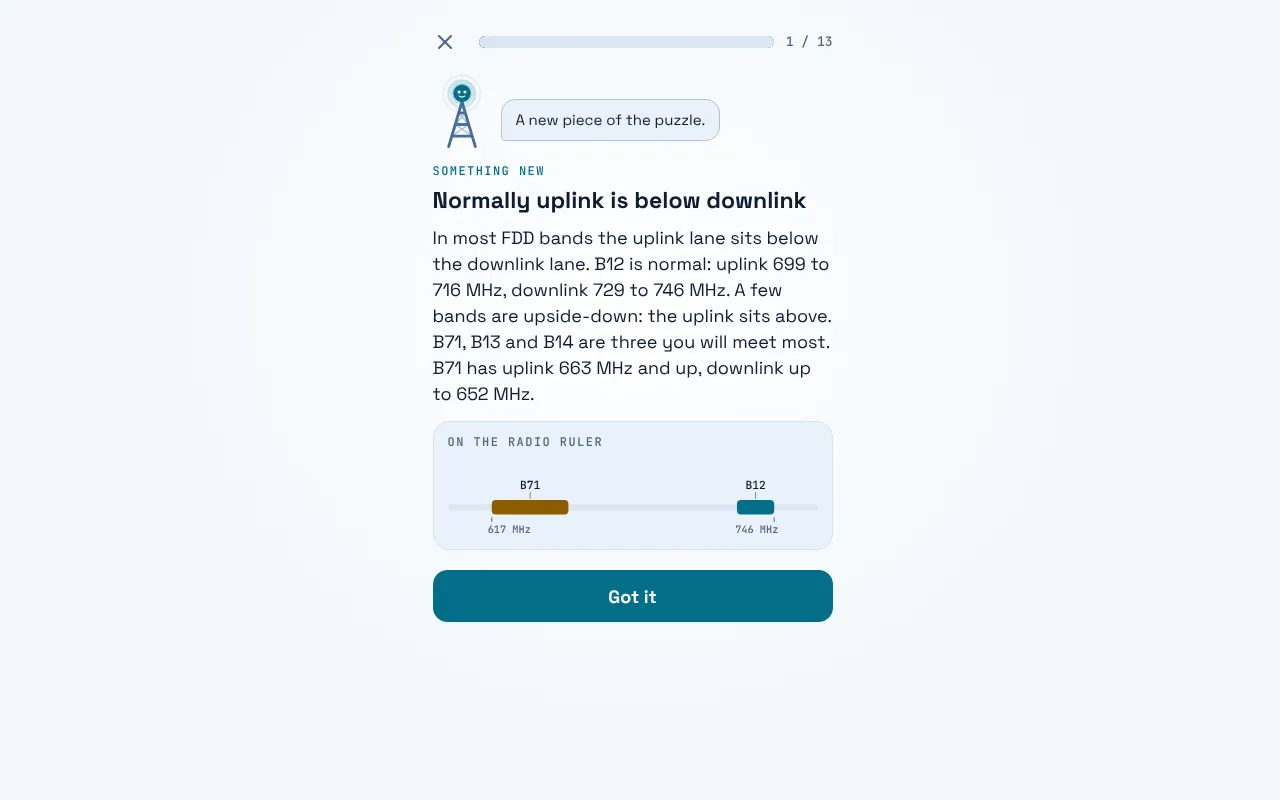 1 / 13
A new piece of the puzzle.
SOMETHING NEW
Normally uplink is below downlink
In most FDD bands the uplink lane sits below
the downlink lane. B12 is normal: uplink 699 to
716 MHz, downlink 729 to 746 MHz. A few
bands are upside-down: the uplink sits above.
B71, B13 and B14 are three you will meet most.
B71 has uplink 663 MHz and up, downlink up
to 652 MHz.
ON THE RADIO RULER
B71 B12
617 MHz 746 MHz
Got it